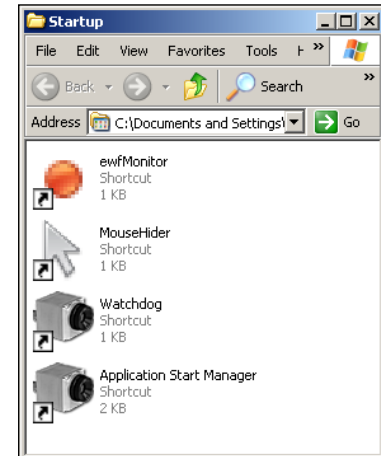 Startup
File Edit View Favorites Tools H »
Back Search »
Address C:\Documents and Settings\ Go
ewfMonitor
Shortcut
1 KB
MouseHider
Shortcut
1 KB
Watchdog
Shortcut
1 KB
Application Start Manager
Shortcut
2 KB